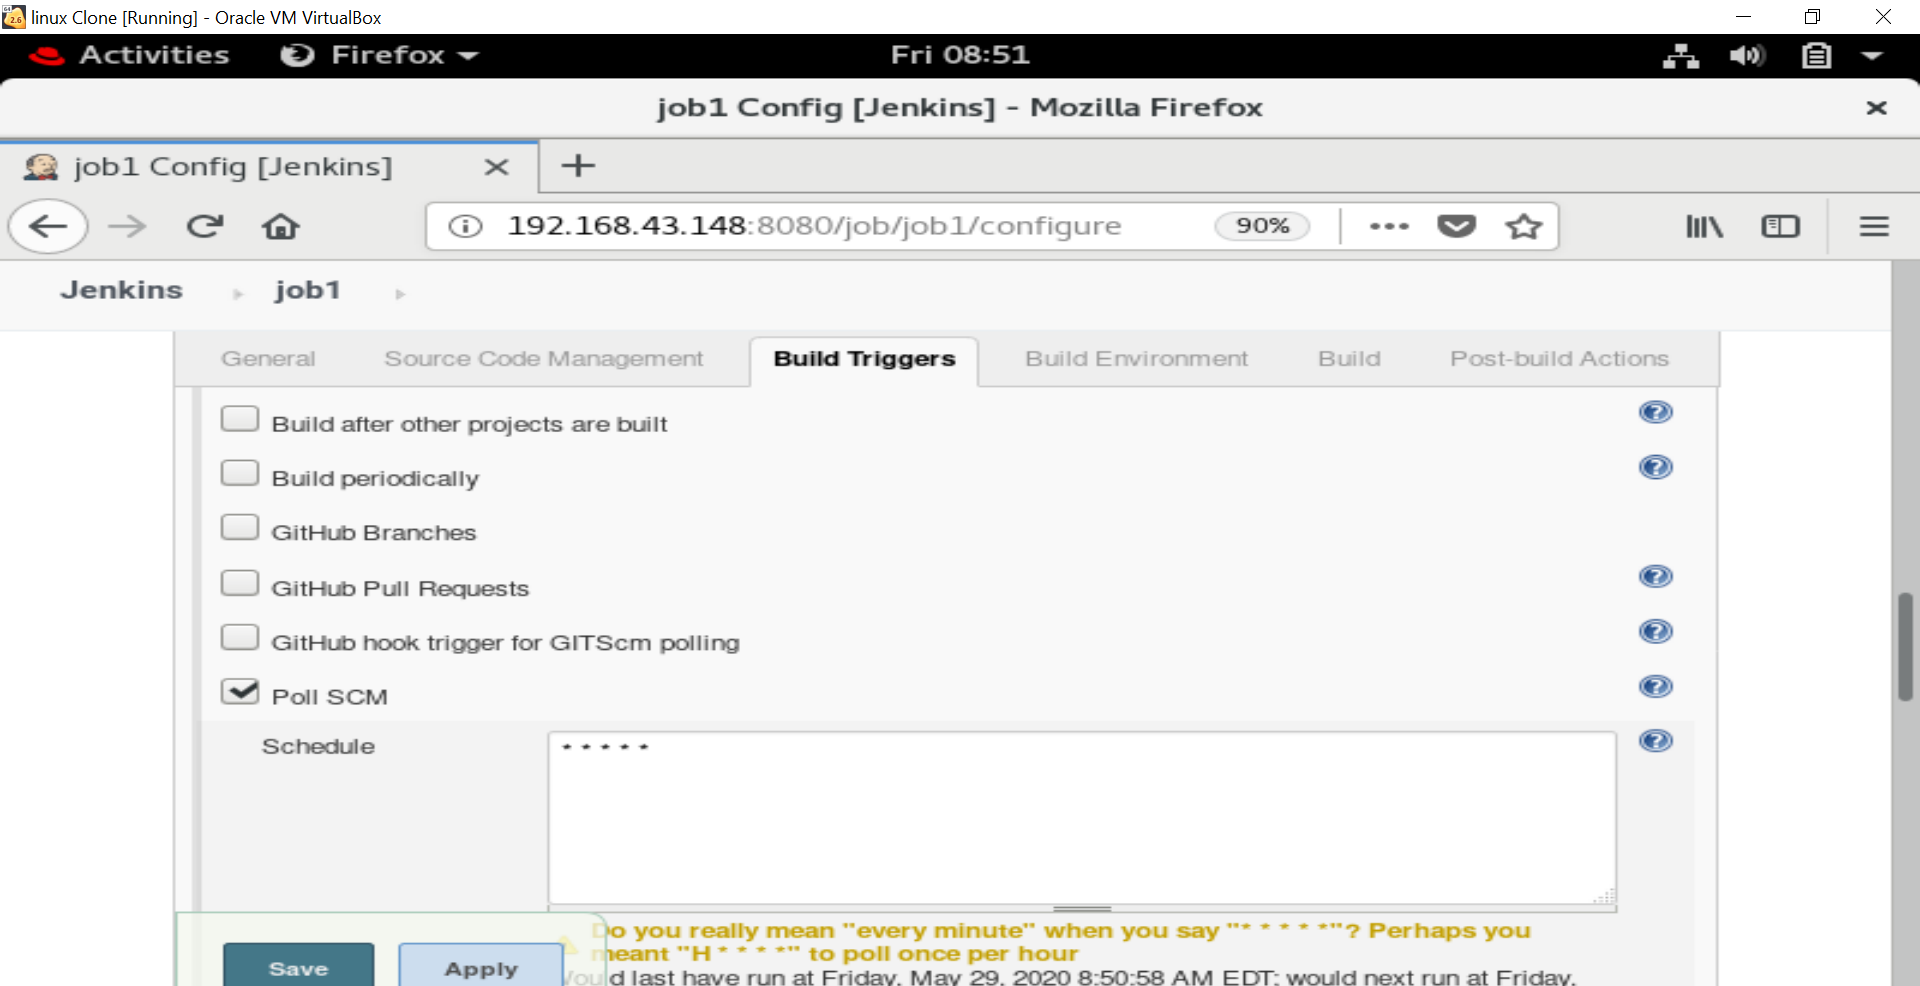 linux Clone [Running] - Oracle VM VirtualBox
Activities Firefox Fri 08:51
job1 Config [Jenkins] - Mozilla Firefox
job1 Config [Jenkins]
192.168.43.148:8080/job/job1/configure 90%
Jenkins job1
General Source Code Management Build Triggers Build Environment Build Post-build Actions
Build after other projects are built
Build periodically
GitHub Branches
GitHub Pull Requests
GitHub hook trigger for GITScm polling
Poll SCM
Schedule * * * * *
Do you really mean "every minute" when you say "* * * * *"? Perhaps you
meant "H * * * *" to poll once per hour
Would last have run at Friday, May 29, 2020 8:50:58 AM EDT; would next run at Friday,
Save Apply